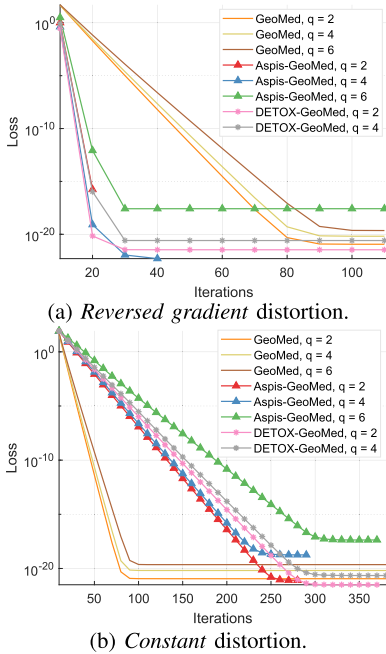 GeoMed, q = 2
GeoMed, q = 4
GeoMed, q = 6
Aspis-GeoMed, q = 2
Aspis-GeoMed, q = 4
Aspis-GeoMed, q = 6
DETOX-GeoMed, q = 2
DETOX-GeoMed, q = 4
10^0
10^-10
10^-20
Loss
20 40 60 80 100
Iterations
(a) Reversed gradient distortion.
GeoMed, q = 2
GeoMed, q = 4
GeoMed, q = 6
Aspis-GeoMed, q = 2
Aspis-GeoMed, q = 4
Aspis-GeoMed, q = 6
DETOX-GeoMed, q = 2
DETOX-GeoMed, q = 4
10^0
10^-10
10^-20
Loss
50 100 150 200 250 300 350
Iterations
(b) Constant distortion.